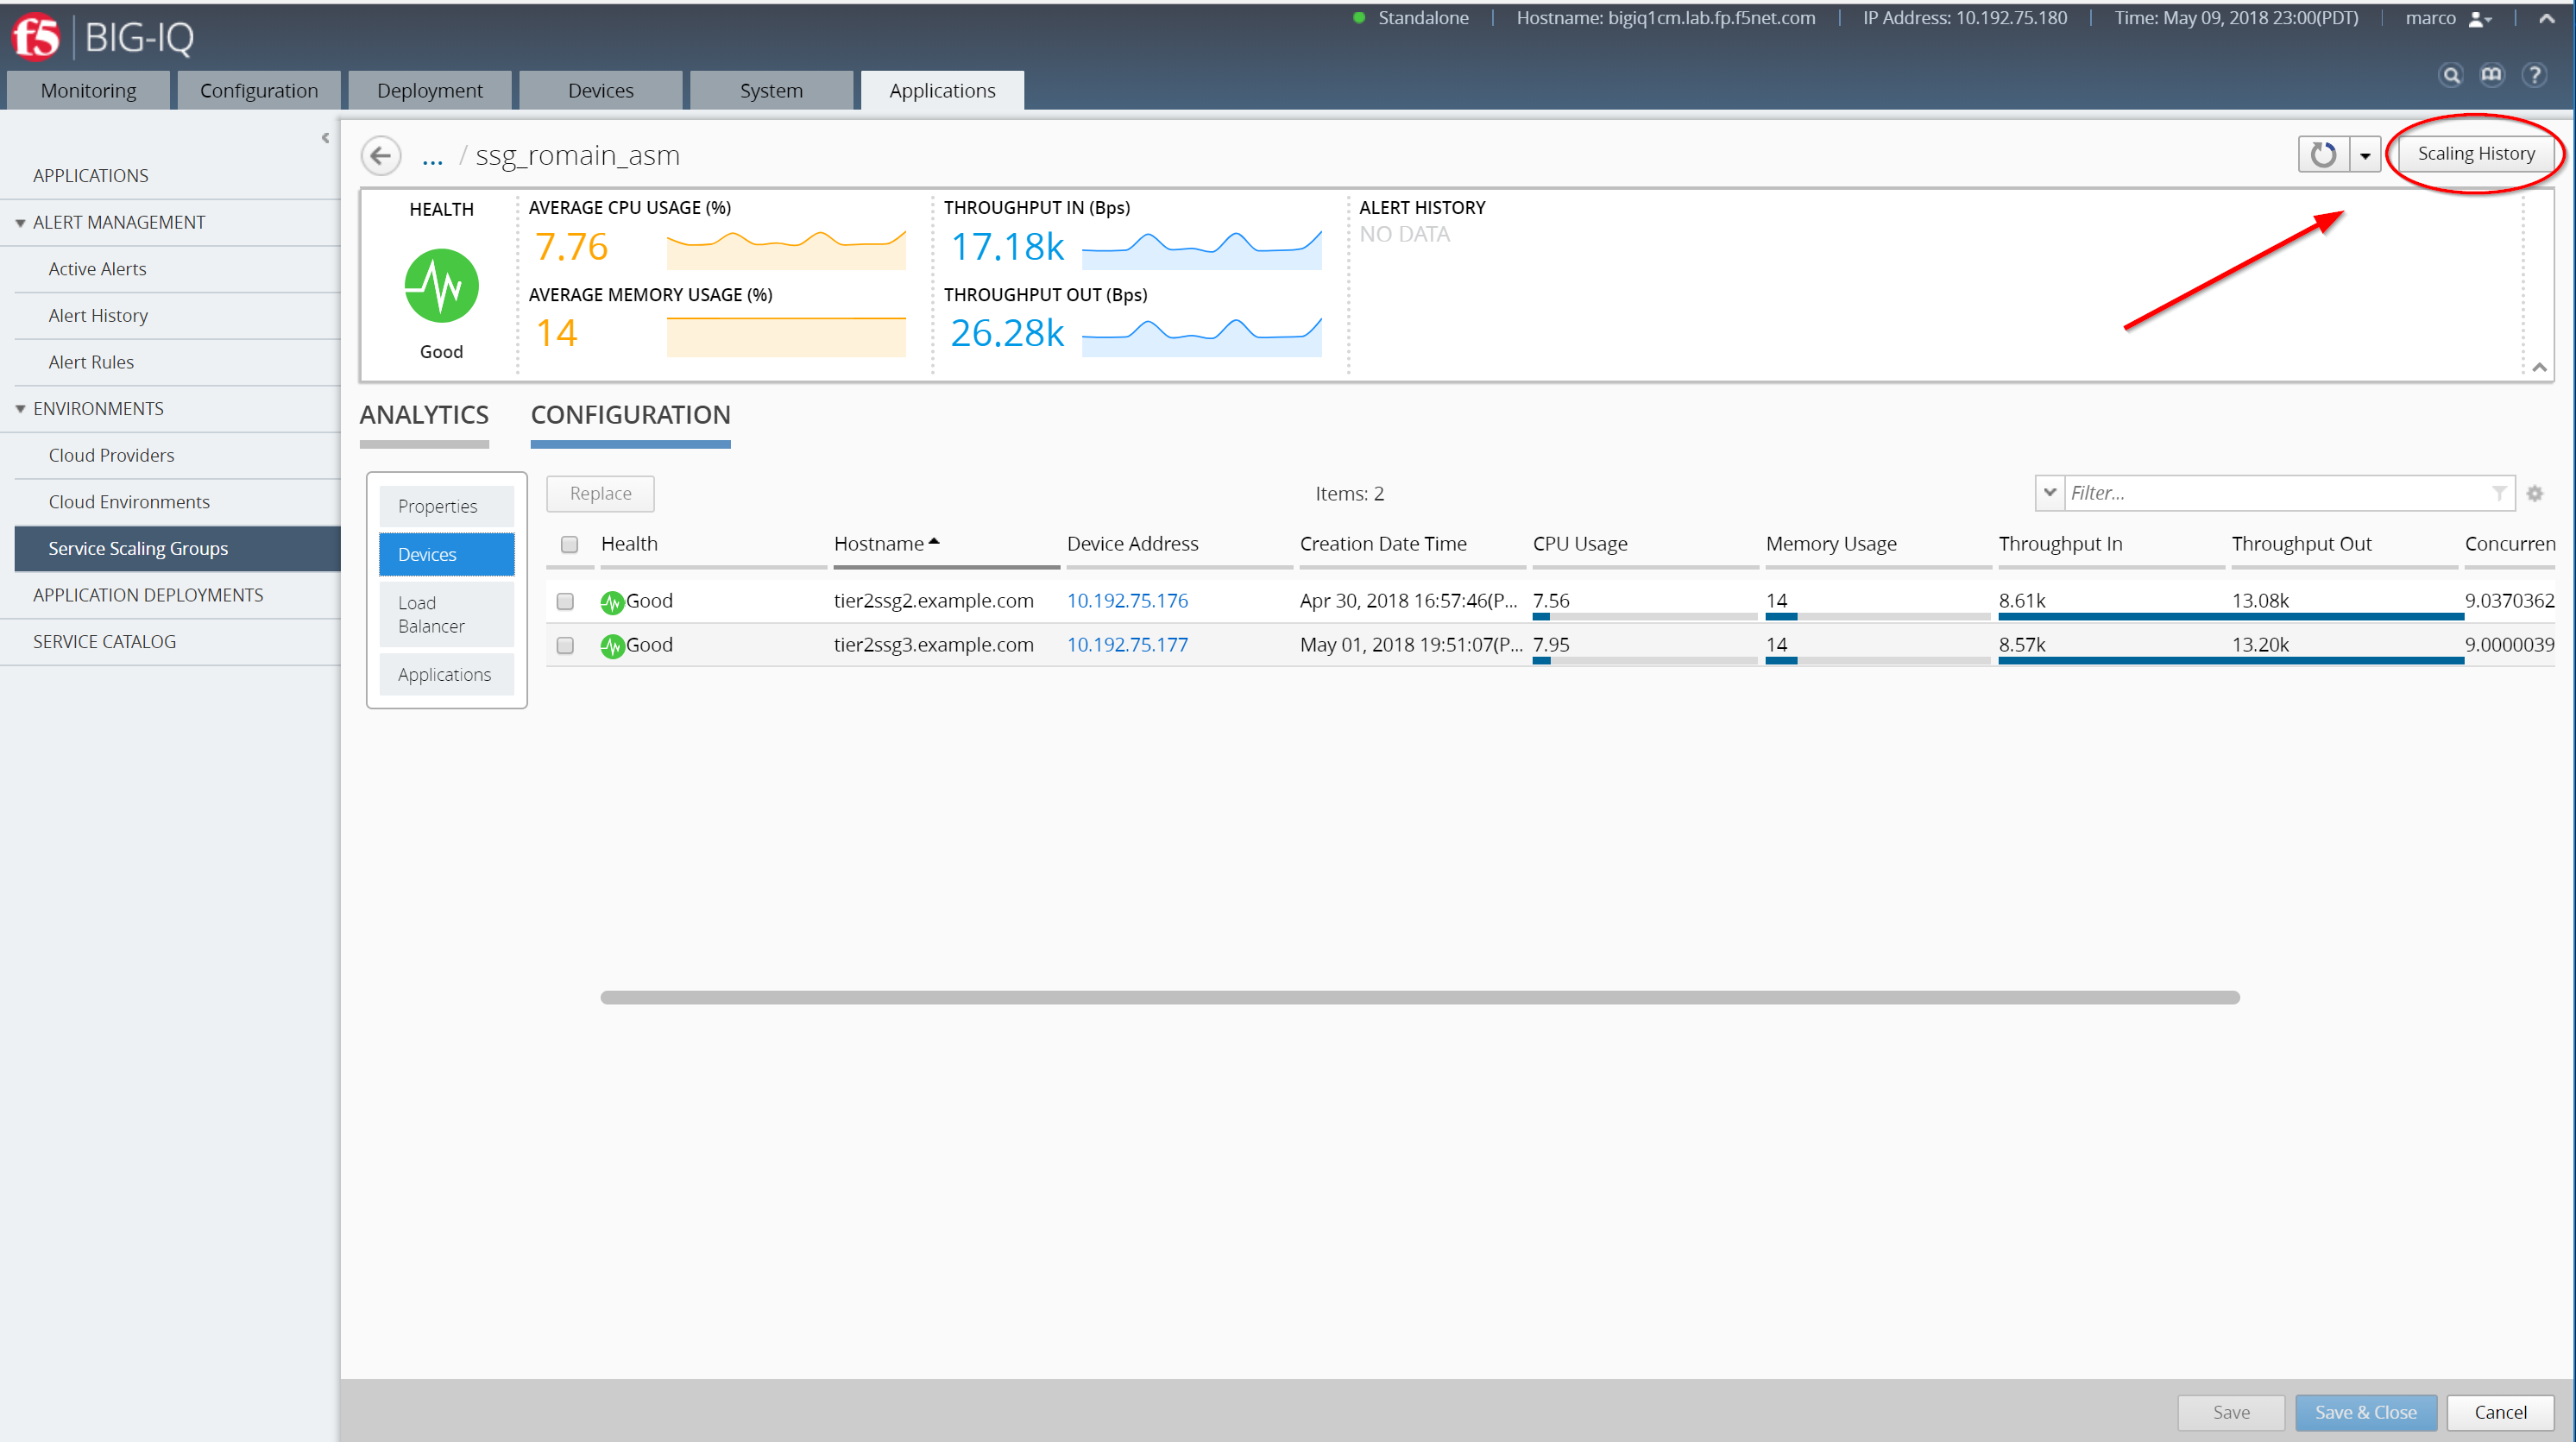 Standalone | Hostname: bigiq1cm.lab.fp.f5net.com | IP Address: 10.192.75.180 | Time: May 09, 2018 23:00(PDT) | marco
f5 | BIG-IQ
Monitoring Configuration Deployment Devices System Applications
... / ssg_romain_asm
Scaling History
APPLICATIONS
ALERT MANAGEMENT
Active Alerts
Alert History
Alert Rules
ENVIRONMENTS
Cloud Providers
Cloud Environments
Service Scaling Groups
APPLICATION DEPLOYMENTS
SERVICE CATALOG
HEALTH
Good
AVERAGE CPU USAGE (%)
7.76
AVERAGE MEMORY USAGE (%)
14
THROUGHPUT IN (Bps)
17.18k
THROUGHPUT OUT (Bps)
26.28k
ALERT HISTORY
NO DATA
ANALYTICS CONFIGURATION
Properties
Devices
Load
Balancer
Applications
Replace Items: 2 Filter...
Health Hostname Device Address Creation Date Time CPU Usage Memory Usage Throughput In Throughput Out Concurren
Good tier2ssg2.example.com 10.192.75.176 Apr 30, 2018 16:57:46(P... 7.56 14 8.61k 13.08k 9.0370362
Good tier2ssg3.example.com 10.192.75.177 May 01, 2018 19:51:07(P... 7.95 14 8.57k 13.20k 9.0000039
Save Save & Close Cancel